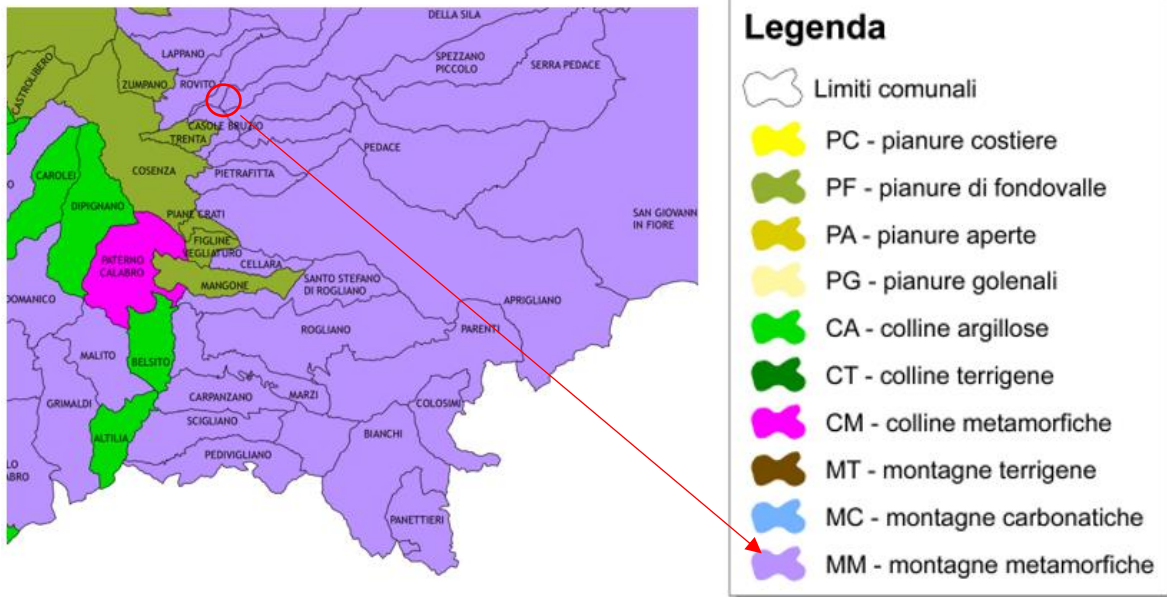 DELLA SILA
LAPPANO
SPEZZANO
PICCOLO
SERRA PEDACE
CASTROLIBERO
ZUMPANO
ROVITO
CASOLE BRUZIO
TRENTA
PEDACE
CAROLEI
COSENZA
PIETRAFITTA
DIPIGNANO
PIANE CRATI
SAN GIOVANN
IN FIORE
FIGLINE
VEGLIATURO
PATERNO
CALABRO
CELLARA
MANGONE
SANTO STEFANO
DI ROGLIANO
DOMANICO
APRIGLIANO
ROGLIANO
PARENTI
MALITO
BELSITO
GRIMALDI
CARPANZANO
MARZI
COLOSIMI
SCIGLIANO
ALTILIA
BIANCHI
PEDIVIGLIANO
LO
ABRO
PANETTIERI
Legenda
Limiti comunali
PC - pianure costiere
PF - pianure di fondovalle
PA - pianure aperte
PG - pianure golenali
CA - colline argillose
CT - colline terrigene
CM - colline metamorfiche
MT - montagne terrigene
MC - montagne carbonatiche
MM - montagne metamorfiche